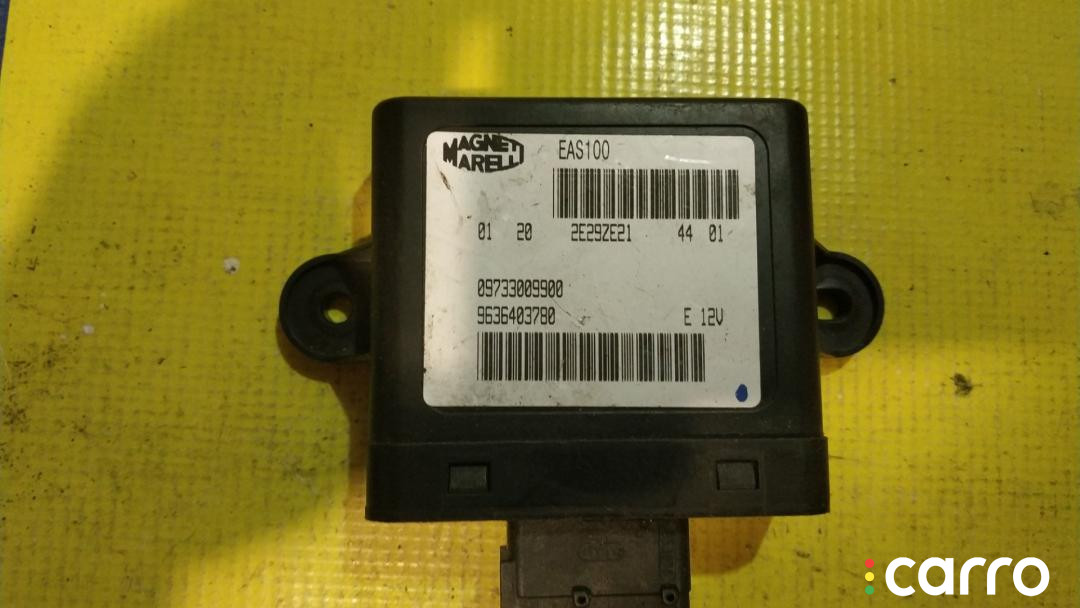 MAGNETI
MARELLI
EAS100
01 20 2E29ZE21 44 01
09733009900
9636403780 E 12V
carro